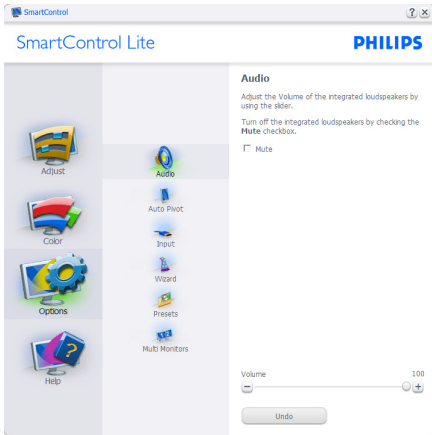 SmartControl
? ×
SmartControl Lite
PHILIPS
Adjust
Color
Options
Help
Audio
Auto Pivot
Input
Wizard
Presets
Multi Monitors
Audio
Adjust the Volume of the integrated loudspeakers by
using the slider.
Turn off the integrated loudspeakers by checking the
Mute checkbox.
Mute
Volume 100
Undo